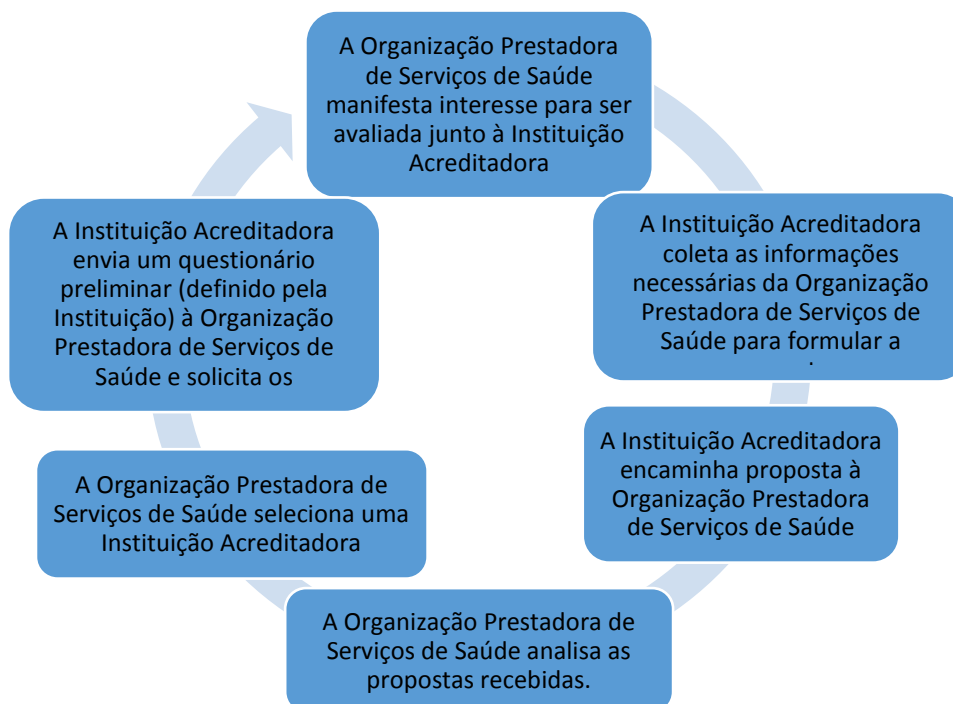 A Organização Prestadora
de Serviços de Saúde
manifesta interesse para ser
avaliada junto à Instituição
Acreditadora
A Instituição Acreditadora
coleta as informações
necessárias da Organização
Prestadora de Serviços de
Saúde para formular a
A Instituição Acreditadora
encaminha proposta à
Organização Prestadora
de Serviços de Saúde
A Organização Prestadora de
Serviços de Saúde analisa as
propostas recebidas.
A Organização Prestadora de
Serviços de Saúde seleciona uma
Instituição Acreditadora
A Instituição Acreditadora
envia um questionário
preliminar (definido pela
Instituição) à Organização
Prestadora de Serviços de
Saúde e solicita os